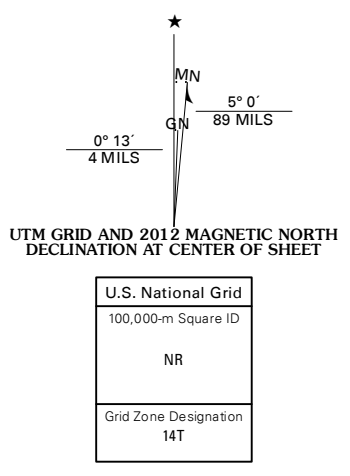 ★
MN
5° 0´
89 MILS
GN
0° 13´
4 MILS
UTM GRID AND 2012 MAGNETIC NORTH
DECLINATION AT CENTER OF SHEET
U.S. National Grid
100,000-m Square ID
NR
Grid Zone Designation
14T